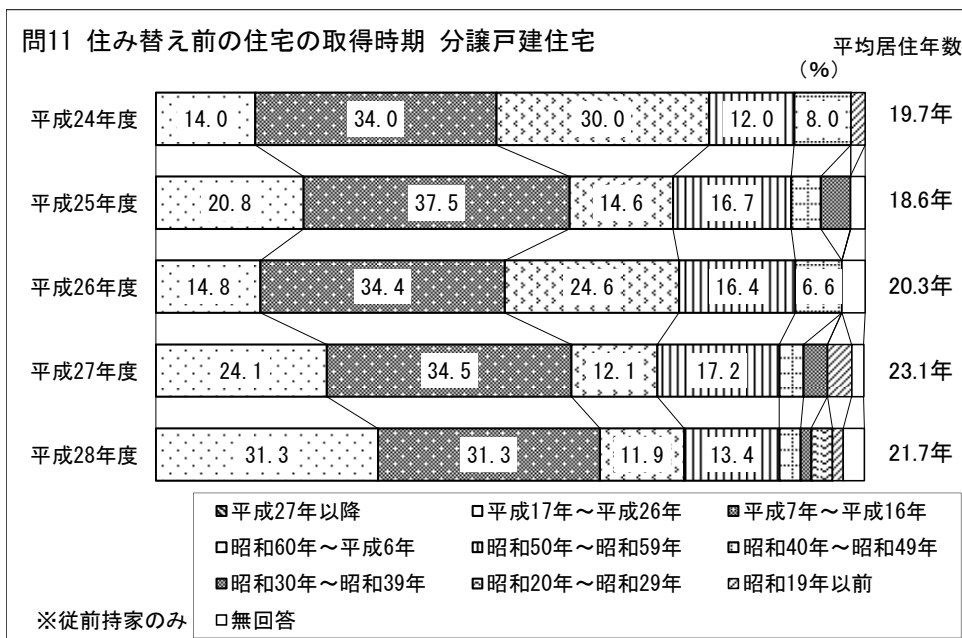 問11 住み替え前の住宅の取得時期 分譲戸建住宅
平均居住年数
(%)
平成24年度 14.0 34.0 30.0 12.0 8.0 19.7年
平成25年度 20.8 37.5 14.6 16.7 18.6年
平成26年度 14.8 34.4 24.6 16.4 6.6 20.3年
平成27年度 24.1 34.5 12.1 17.2 23.1年
平成28年度 31.3 31.3 11.9 13.4 21.7年
平成27年以降 平成17年～平成26年 平成7年～平成16年
昭和60年～平成6年 昭和50年～昭和59年 昭和40年～昭和49年
昭和30年～昭和39年 昭和20年～昭和29年 昭和19年以前
※従前持家のみ 無回答